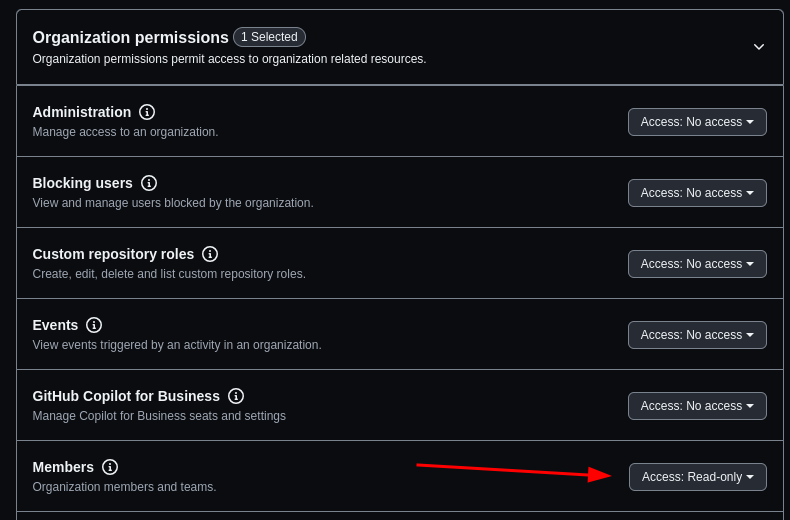 Organization permissions 1 Selected
Organization permissions permit access to organization related resources.
Administration
Manage access to an organization.
Access: No access
Blocking users
View and manage users blocked by the organization.
Access: No access
Custom repository roles
Create, edit, delete and list custom repository roles.
Access: No access
Events
View events triggered by an activity in an organization.
Access: No access
GitHub Copilot for Business
Manage Copilot for Business seats and settings
Access: No access
Members
Organization members and teams.
Access: Read-only